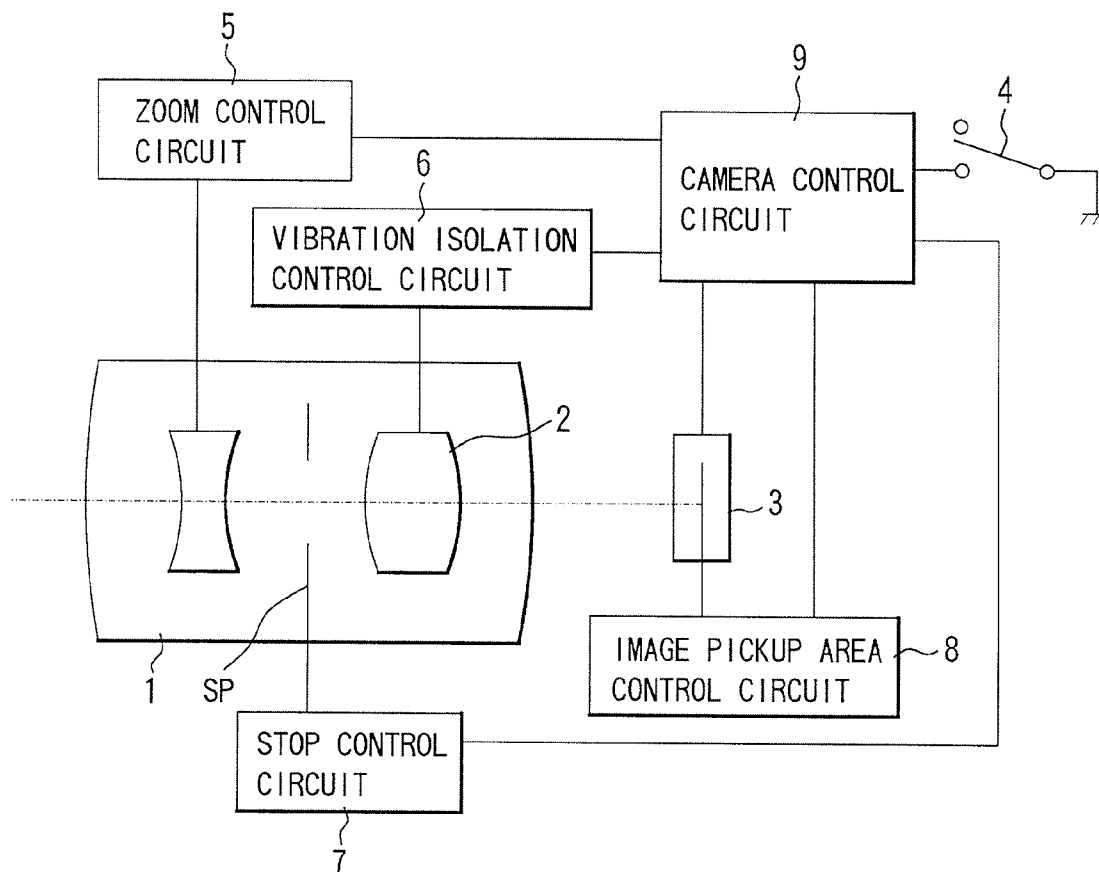 5
ZOOM CONTROL
CIRCUIT
9
CAMERA CONTROL
CIRCUIT
4
6
VIBRATION ISOLATION
CONTROL CIRCUIT
2
3
1
SP
IMAGE PICKUP AREA
CONTROL CIRCUIT
8
STOP CONTROL
CIRCUIT
7